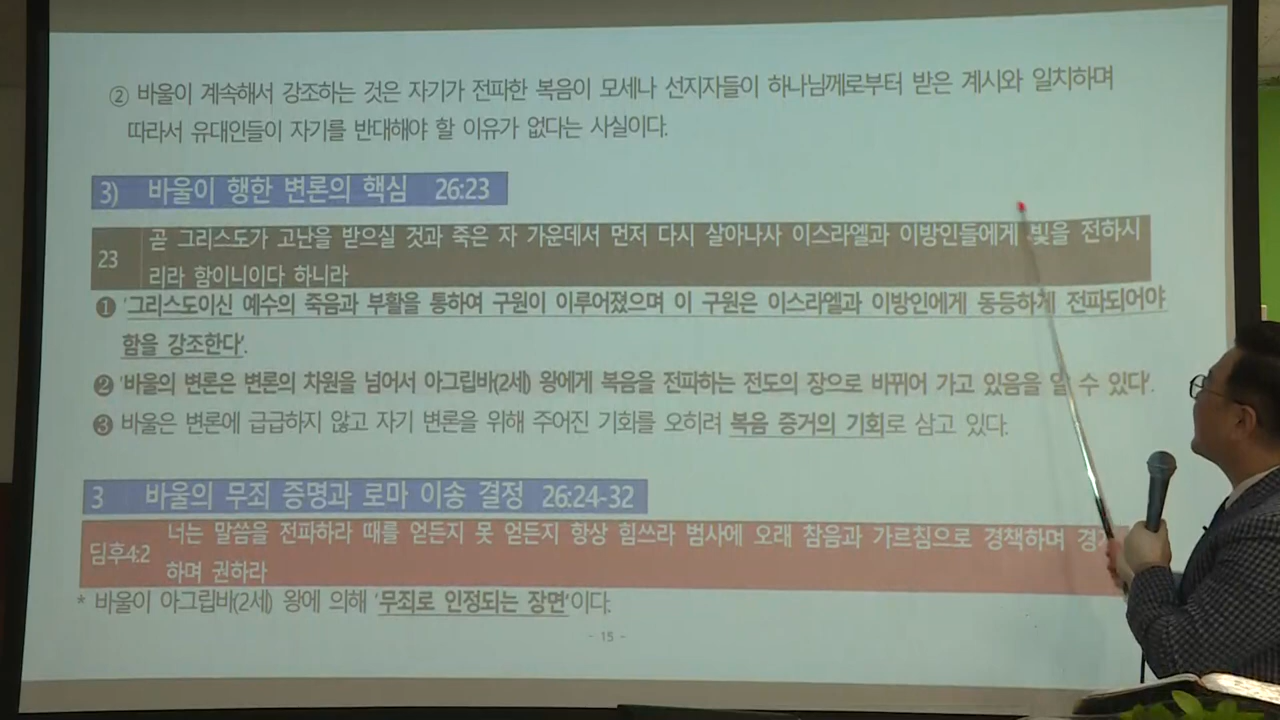 ② 바울이 계속해서 강조하는 것은 자기가 전파한 복음이 모세나 선지자들이 하나님께로부터 받은 계시와 일치하며
따라서 유대인들이 자기를 반대해야 할 이유가 없다는 사실이다.
3) 바울이 행한 변론의 핵심 26:23
23 곧 그리스도가 고난을 받으실 것과 죽은 자 가운데서 먼저 다시 살아나사 이스라엘과 이방인들에게 빛을 전하시
리라 함이니이다 하니라
❶ '그리스도이신 예수의 죽음과 부활을 통하여 구원이 이루어졌으며 이 구원은 이스라엘과 이방인에게 동등하게 전파되어야
함을 강조한다'.
❷ '바울의 변론은 변론의 차원을 넘어서 아그립바(2세) 왕에게 복음을 전파하는 전도의 장으로 바뀌어 가고 있음을 알 수 있다'.
❸ 바울은 변론에 급급하지 않고 자기 변론을 위해 주어진 기회를 오히려 복음 증거의 기회로 삼고 있다.
3 바울의 무죄 증명과 로마 이송 결정 26:24-32
딤후4:2 너는 말씀을 전파하라 때를 얻든지 못 얻든지 항상 힘쓰라 범사에 오래 참음과 가르침으로 경책하며
하며 권하라
* 바울이 아그립바(2세) 왕에 의해 '무죄로 인정되는 장면'이다.
- 15 -